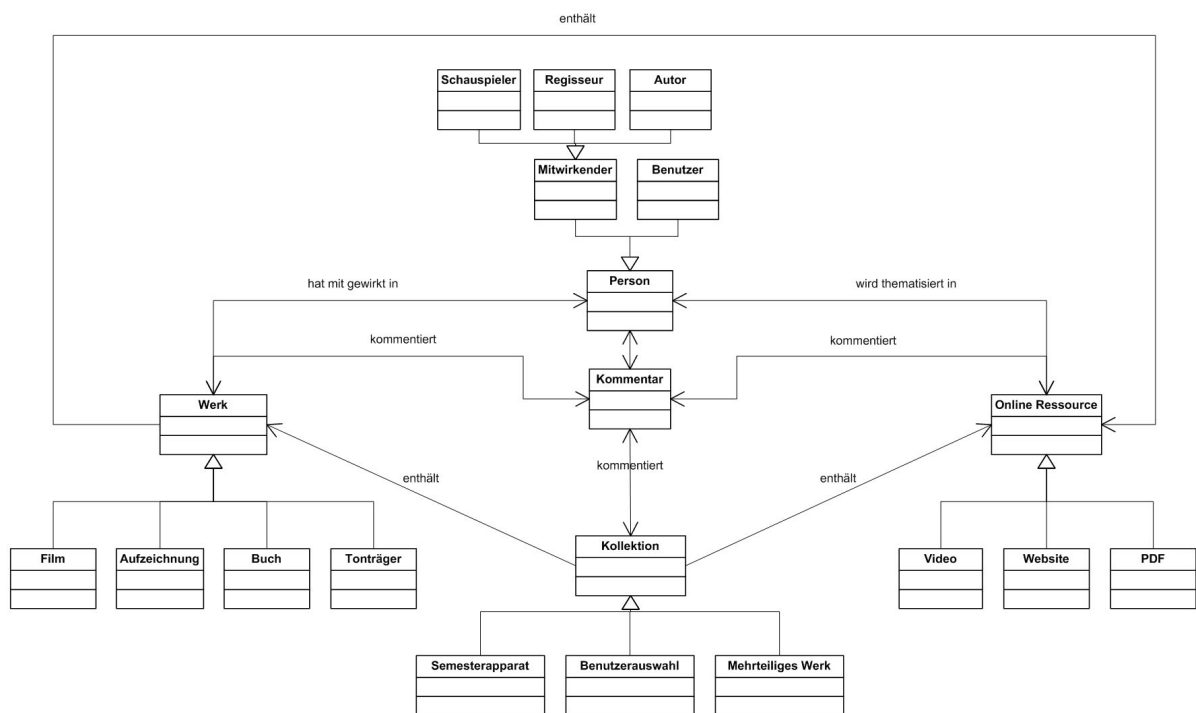 enthält
Schauspieler
Regisseur
Autor
Mitwirkender
Benutzer
Person
hat mit gewirkt in
wird thematisiert in
kommentiert
kommentiert
Kommentar
Werk
Online Ressource
kommentiert
enthält
enthält
Film
Aufzeichnung
Buch
Tonträger
Kollektion
Video
Website
PDF
Semesterapparat
Benutzerauswahl
Mehrteiliges Werk